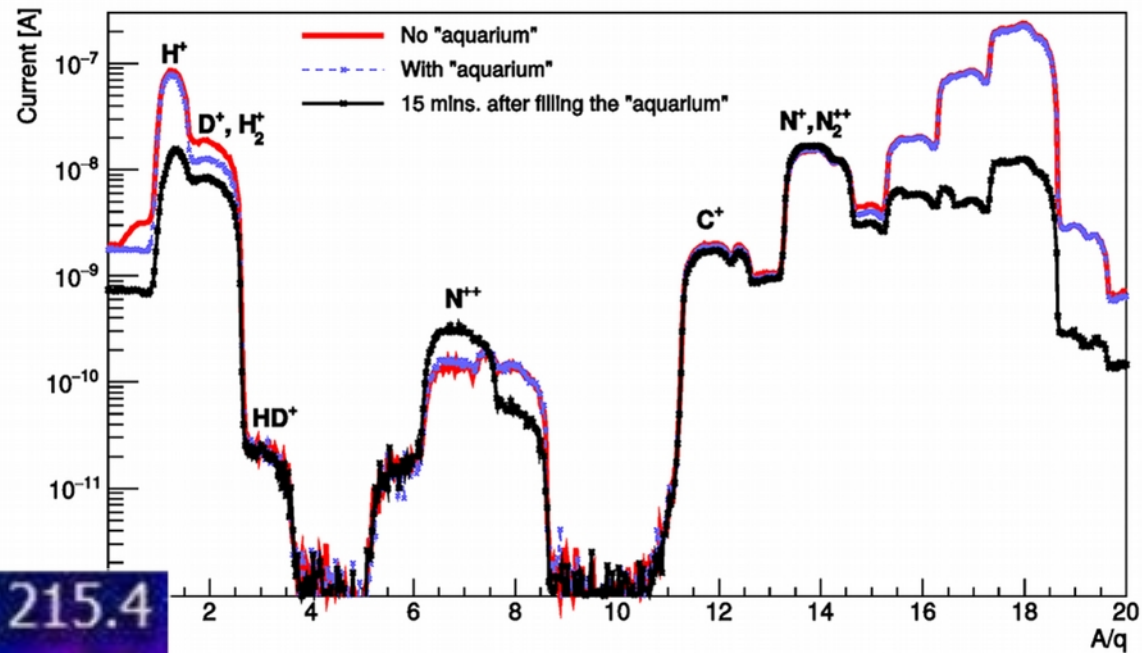 Current [A]
No "aquarium"
With "aquarium"
15 mins. after filling the "aquarium"
H⁺
D⁺, H₂⁺
HD⁺
N⁺⁺
C⁺
N⁺, N₂⁺⁺
10⁻⁷
10⁻⁸
10⁻⁹
10⁻¹⁰
10⁻¹¹
215.4
2 4 6 8 10 12 14 16 18 20
A/q